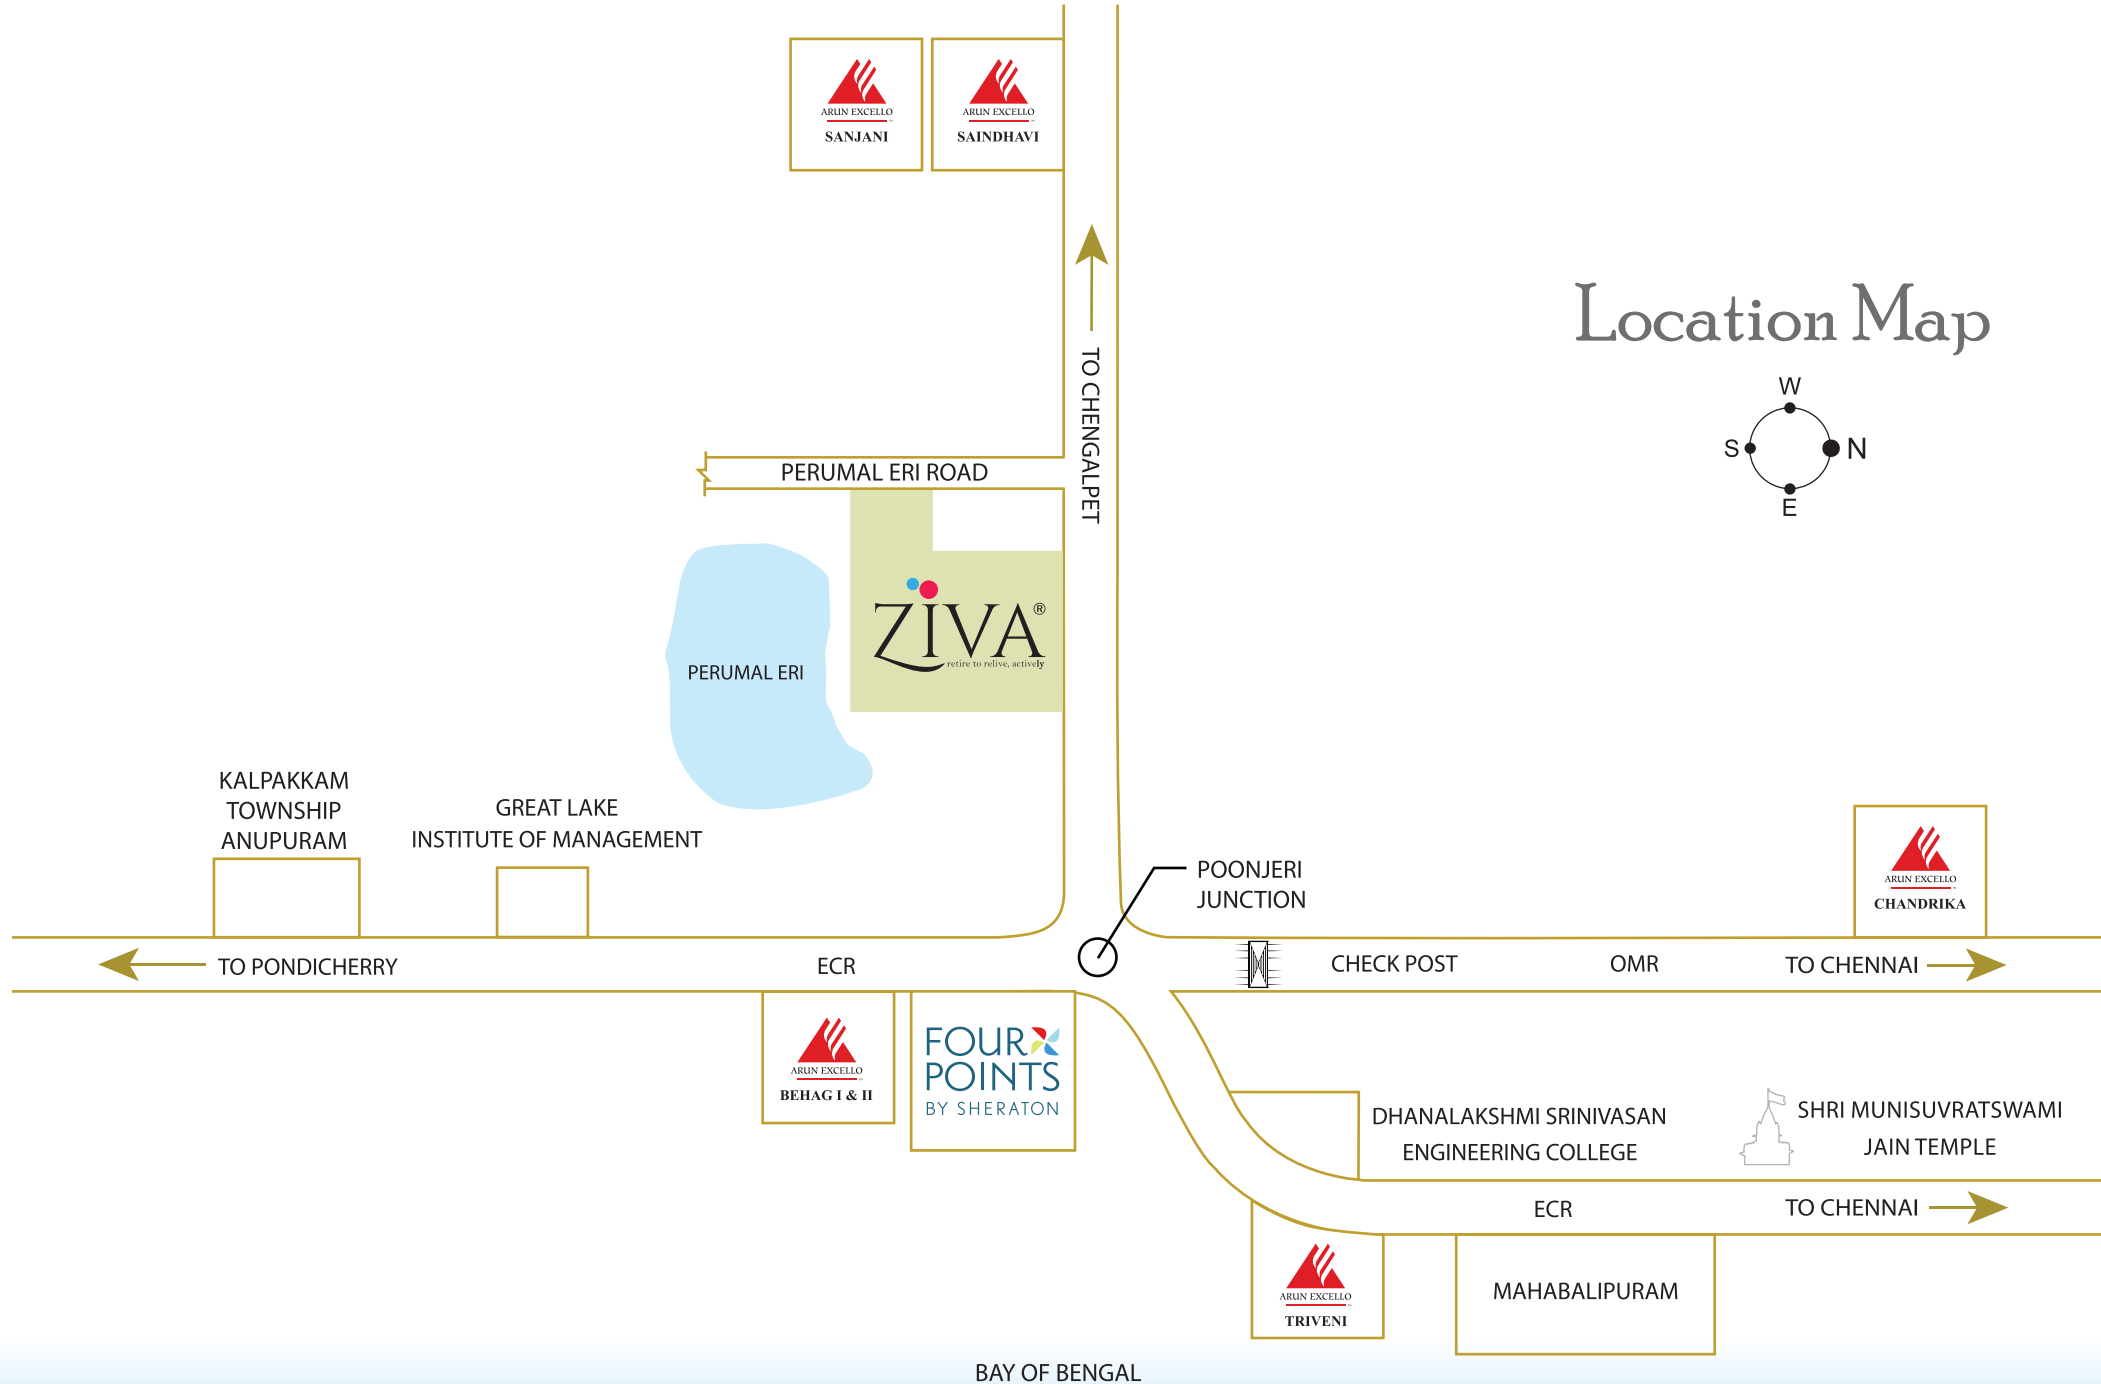 ARUN EXCELLO
SANJANI
ARUN EXCELLO
SAINDHAVI
Location Map
W
S
N
E
TO CHENGALPET
PERUMAL ERI ROAD
ZIVA®
retire to relive, actively
PERUMAL ERI
KALPAKKAM
TOWNSHIP
ANUPURAM
GREAT LAKE
INSTITUTE OF MANAGEMENT
POONJERI
JUNCTION
ARUN EXCELLO
CHANDRIKA
TO PONDICHERRY
ECR
CHECK POST
OMR
TO CHENNAI
ARUN EXCELLO
BEHAG I & II
FOUR
POINTS
BY SHERATON
DHANALAKSHMI SRINIVASAN
ENGINEERING COLLEGE
SHRI MUNISUVRATSWAMI
JAIN TEMPLE
ECR
TO CHENNAI
ARUN EXCELLO
TRIVENI
MAHABALIPURAM
BAY OF BENGAL